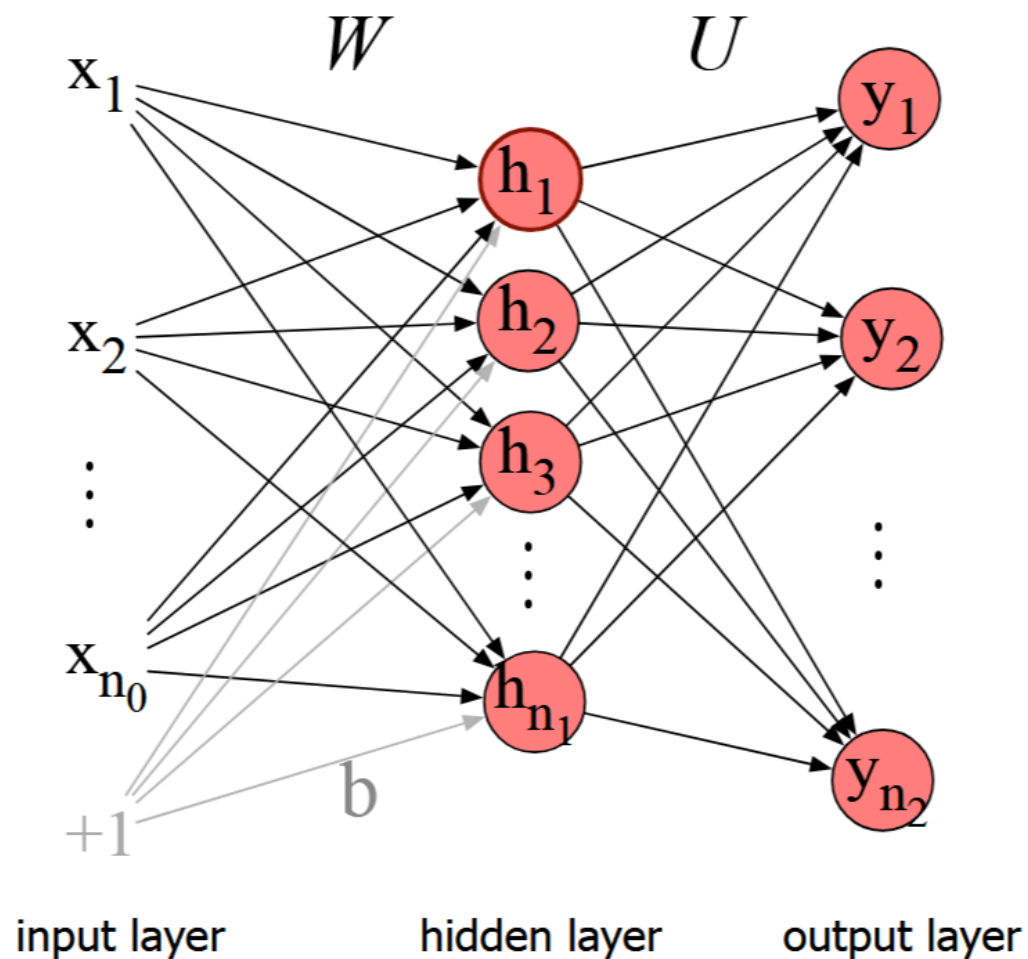 W
U
x₁
x₂
⋮
xₙ₀
+1
b
h₁
h₂
h₃
⋮
hₙ₁
y₁
y₂
⋮
yₙ₂
input layer
hidden layer
output layer